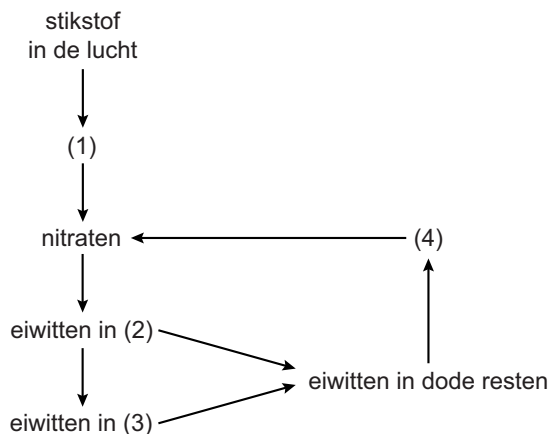 stikstof
in de lucht
(1)
nitraten
(4)
eiwitten in (2)
eiwitten in dode resten
eiwitten in (3)